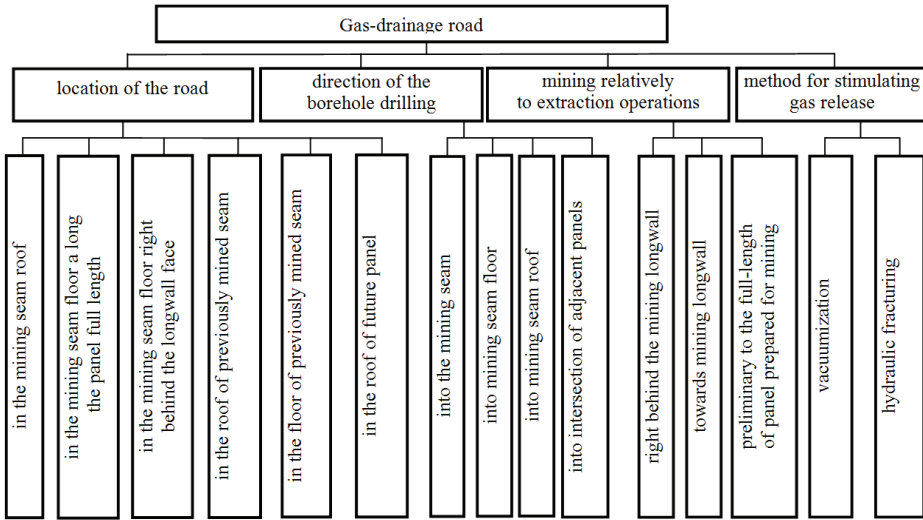 Gas-drainage road
location of the road
direction of the
borehole drilling
mining relatively
to extraction operations
method for stimulating
gas release
in the mining seam roof
in the mining seam floor a long
the panel full length
in the mining seam floor right
behind the longwall face
in the roof of previously mined seam
in the floor of previously mined seam
in the roof of future panel
into the mining seam
into mining seam floor
into mining seam roof
into intersection of adjacent panels
right behind the mining longwall
towards mining longwall
preliminary to the full-length
of panel prepared for mining
vacuumization
hydraulic fracturing